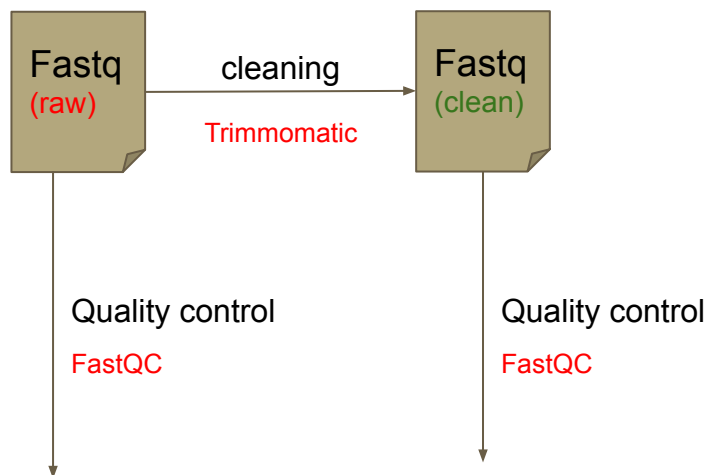 Fastq
(raw)
cleaning
Trimmomatic
Fastq
(clean)
Quality control
FastQC
Quality control
FastQC